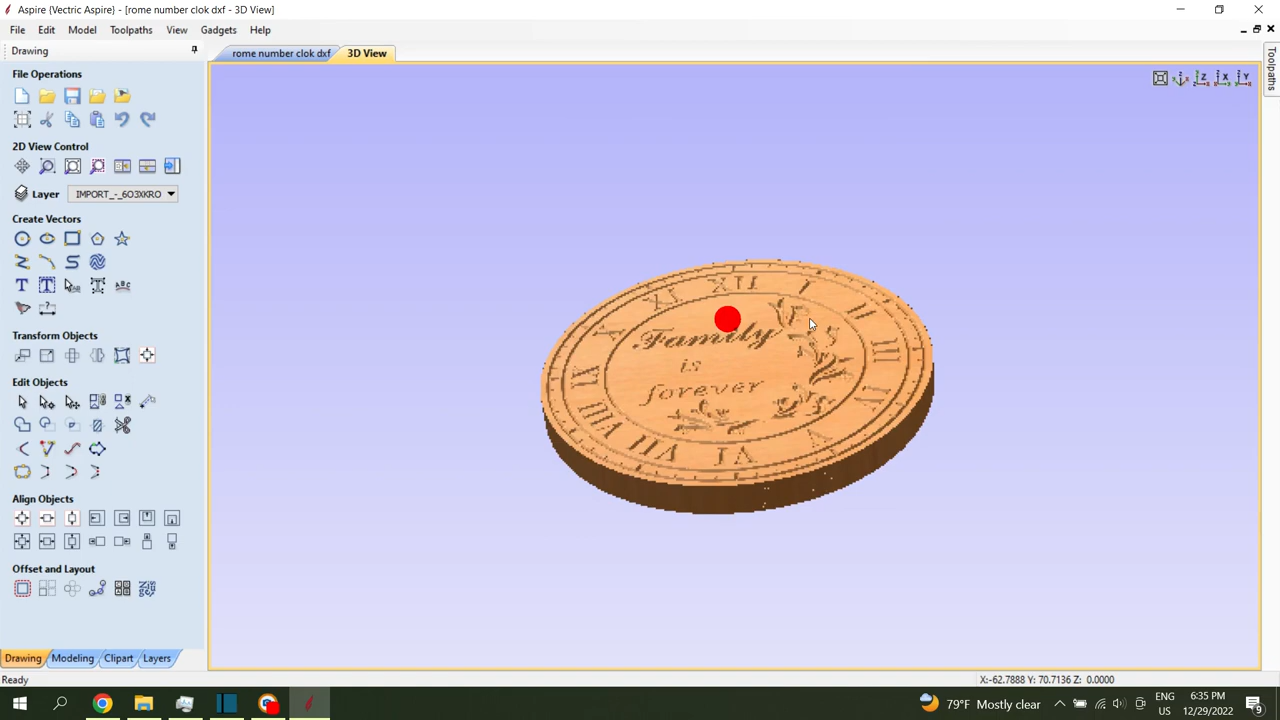 Aspire {Vectric Aspire} - [rome number clok dxf - 3D View]
File Edit Model Toolpaths View Gadgets Help
Drawing
rome number clok dxf
3D View
Toolpaths
File Operations
2D View Control
Layer
IMPORT_-_6O3XKRO
Create Vectors
Transform Objects
Edit Objects
Align Objects
Offset and Layout
Drawing Modeling Clipart Layers
XII
I
II
III
IV
V
VI
VII
VIII
IX
X
XI
Family
is
forever
Ready
X:-62.7888 Y: 70.7136 Z: 0.0000
79°F Mostly clear
ENG
US
6:35 PM
12/29/2022
9